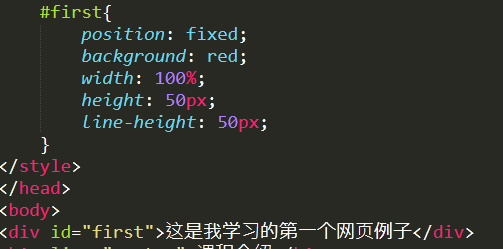 #first{
position: fixed;
background: red;
width: 100%;
height: 50px;
line-height: 50px;
}
</style>
</head>
<body>
<div id="first">这是我学习的第一个网页例子</div>